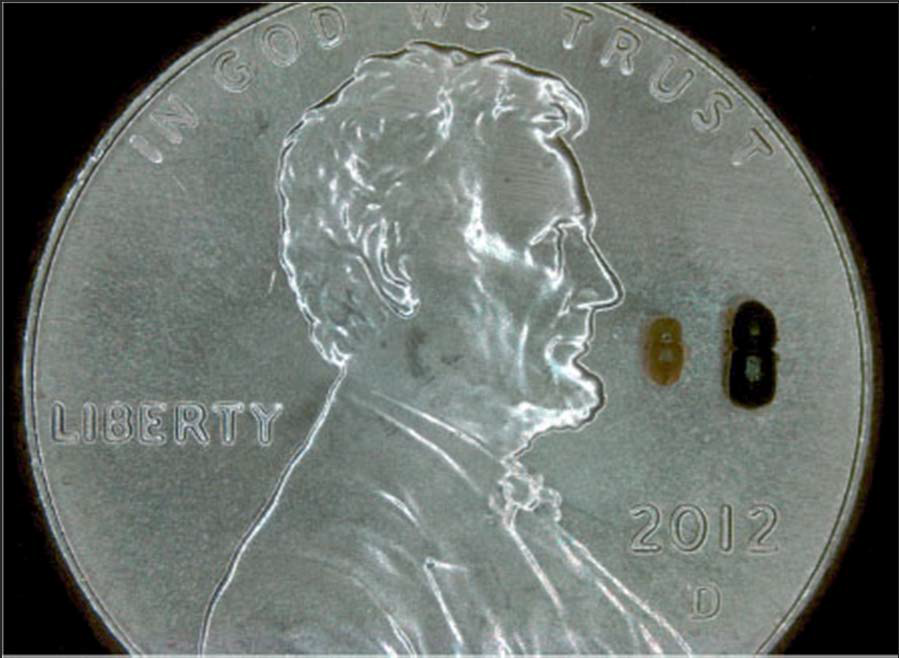 IN GOD WE TRUST
LIBERTY
2012
D